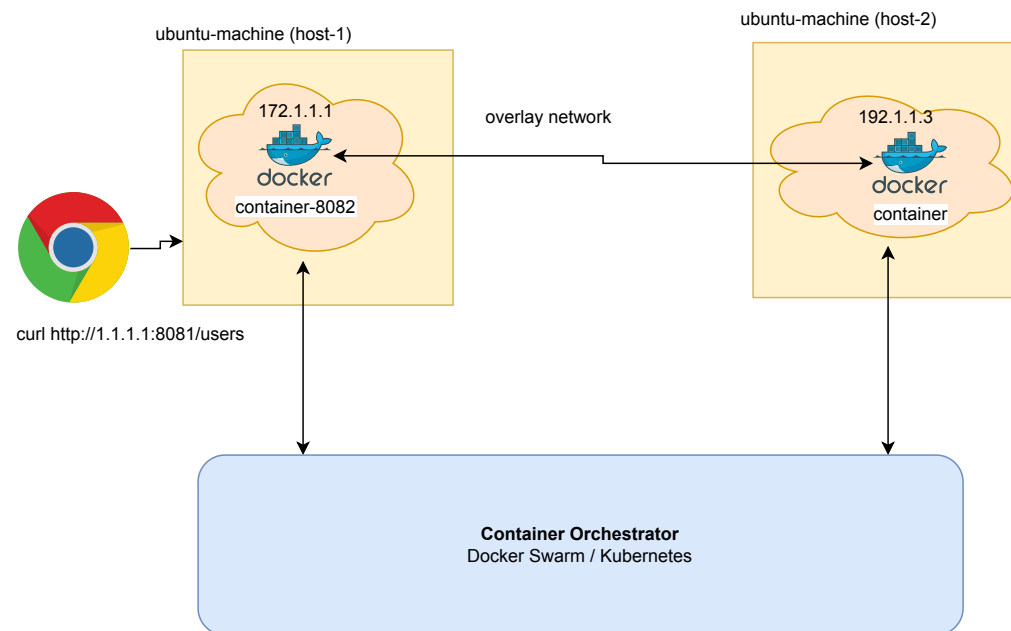 ubuntu-machine (host-1)
ubuntu-machine (host-2)
172.1.1.1
docker
container-8082
overlay network
192.1.1.3
docker
container
curl http://1.1.1.1:8081/users
Container Orchestrator
Docker Swarm / Kubernetes